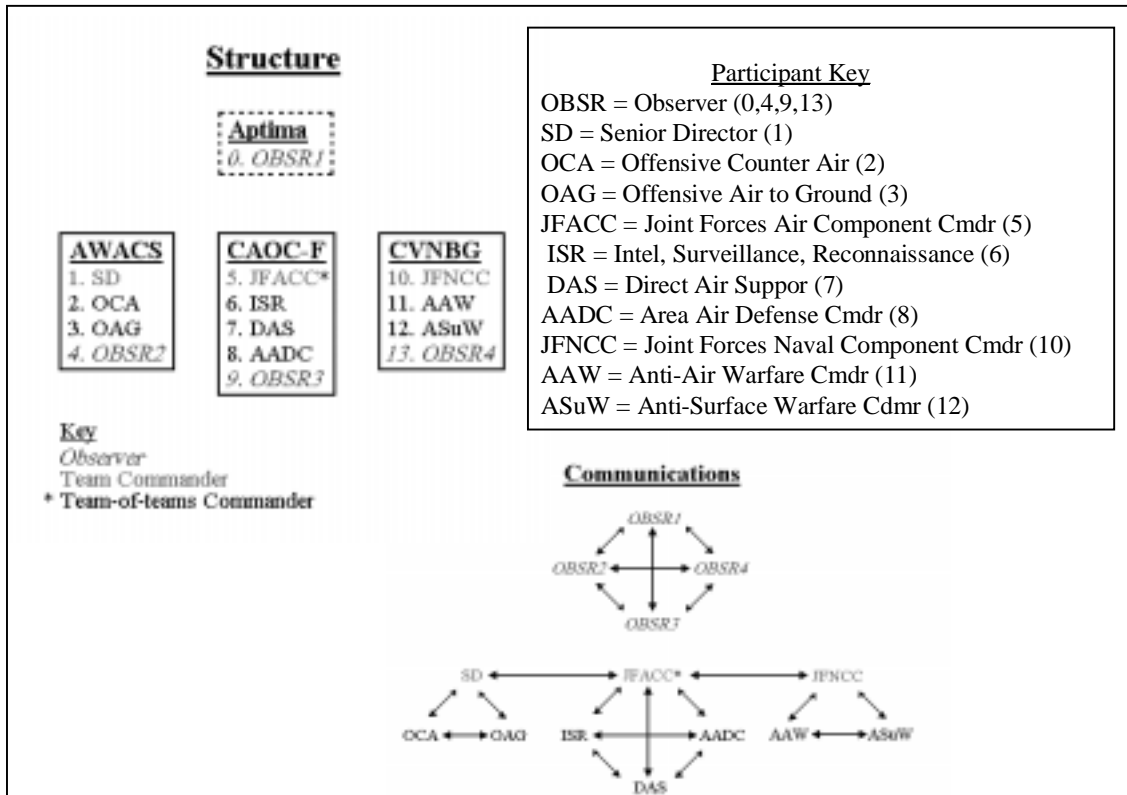 Structure
Aptima
0. OBSR1
AWACS
1. SD
2. OCA
3. OAG
4. OBSR2
CAOC-F
5. JFACC*
6. ISR
7. DAS
8. AADC
9. OBSR3
CVNBG
10. JFNCC
11. AAW
12. ASuW
13. OBSR4
Key
Observer
Team Commander
* Team-of-teams Commander
Participant Key
OBSR = Observer (0,4,9,13)
SD = Senior Director (1)
OCA = Offensive Counter Air (2)
OAG = Offensive Air to Ground (3)
JFACC = Joint Forces Air Component Cmdr (5)
ISR = Intel, Surveillance, Reconnaissance (6)
DAS = Direct Air Suppor (7)
AADC = Area Air Defense Cmdr (8)
JFNCC = Joint Forces Naval Component Cmdr (10)
AAW = Anti-Air Warfare Cmdr (11)
ASuW = Anti-Surface Warfare Cdmr (12)
Communications
OBSR1
OBSR2 OBSR4
OBSR3
SD JFACC* JFNCC
OCA OAG ISR AADC AAW ASuW
DAS